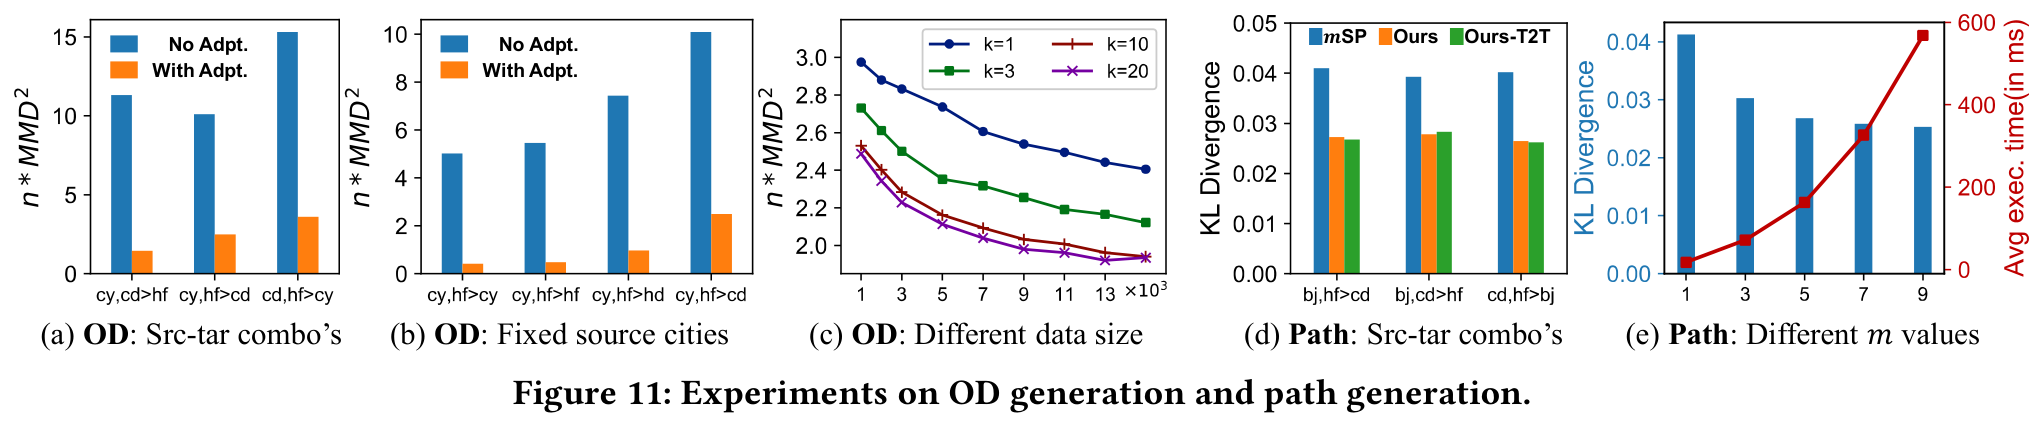 n * MMD²
15
10
5
0
No Adpt.
With Adpt.
cy,cd>hf cy,hf>cd cd,hf>cy
(a) OD: Src-tar combo's
n * MMD²
10
8
6
4
2
0
No Adpt.
With Adpt.
cy,hf>cy cy,hf>hf cy,hf>hd cy,hf>cd
(b) OD: Fixed source cities
n * MMD²
3.0
2.8
2.6
2.4
2.2
2.0
k=1 k=10
k=3 k=20
1 3 5 7 9 11 13 ×10³
(c) OD: Different data size
KL Divergence
0.05
0.04
0.03
0.02
0.01
0.00
mSP Ours Ours-T2T
bj,hf>cd bj,cd>hf cd,hf>bj
(d) Path: Src-tar combo's
KL Divergence
0.04
0.03
0.02
0.01
0.00
600
400
200
0
Avg exec. time(in ms)
1 3 5 7 9
(e) Path: Different m values
Figure 11: Experiments on OD generation and path generation.